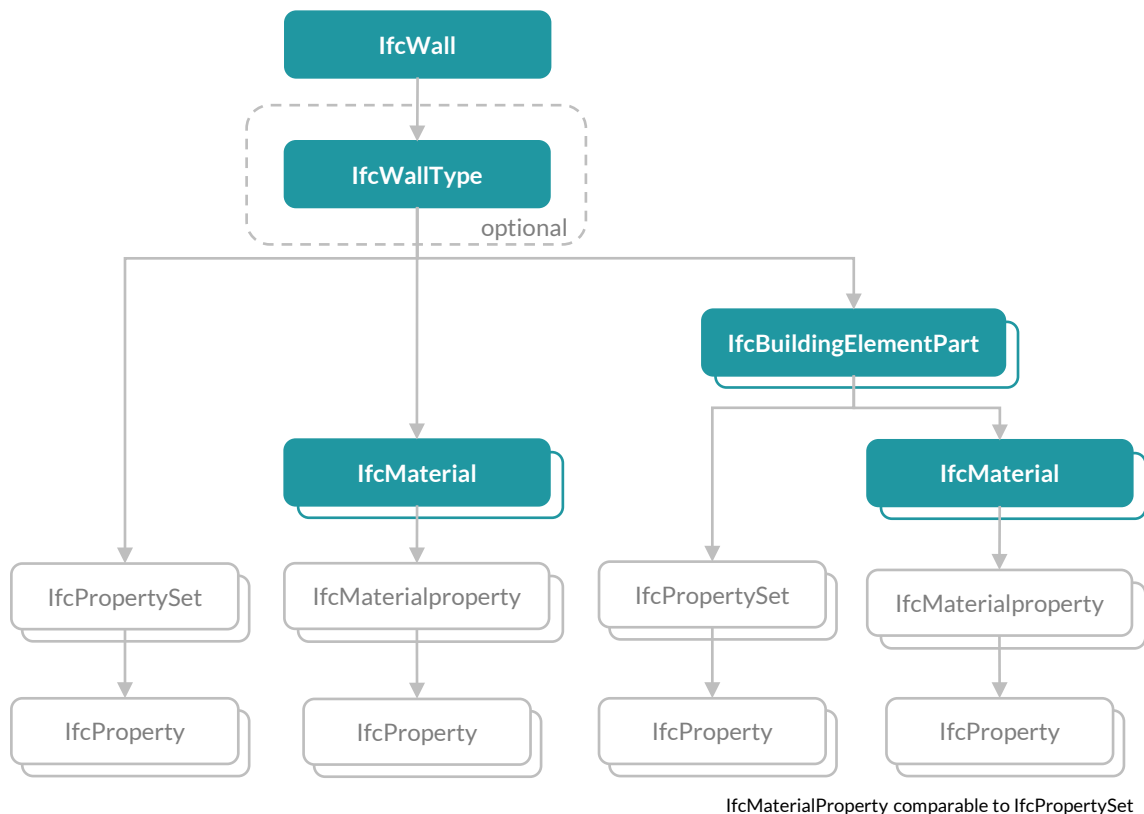 IfcWall
IfcWallType
optional
IfcBuildingElementPart
IfcMaterial
IfcMaterial
IfcPropertySet
IfcMaterialproperty
IfcPropertySet
IfcMaterialproperty
IfcProperty
IfcProperty
IfcProperty
IfcProperty
IfcMaterialProperty comparable to IfcPropertySet